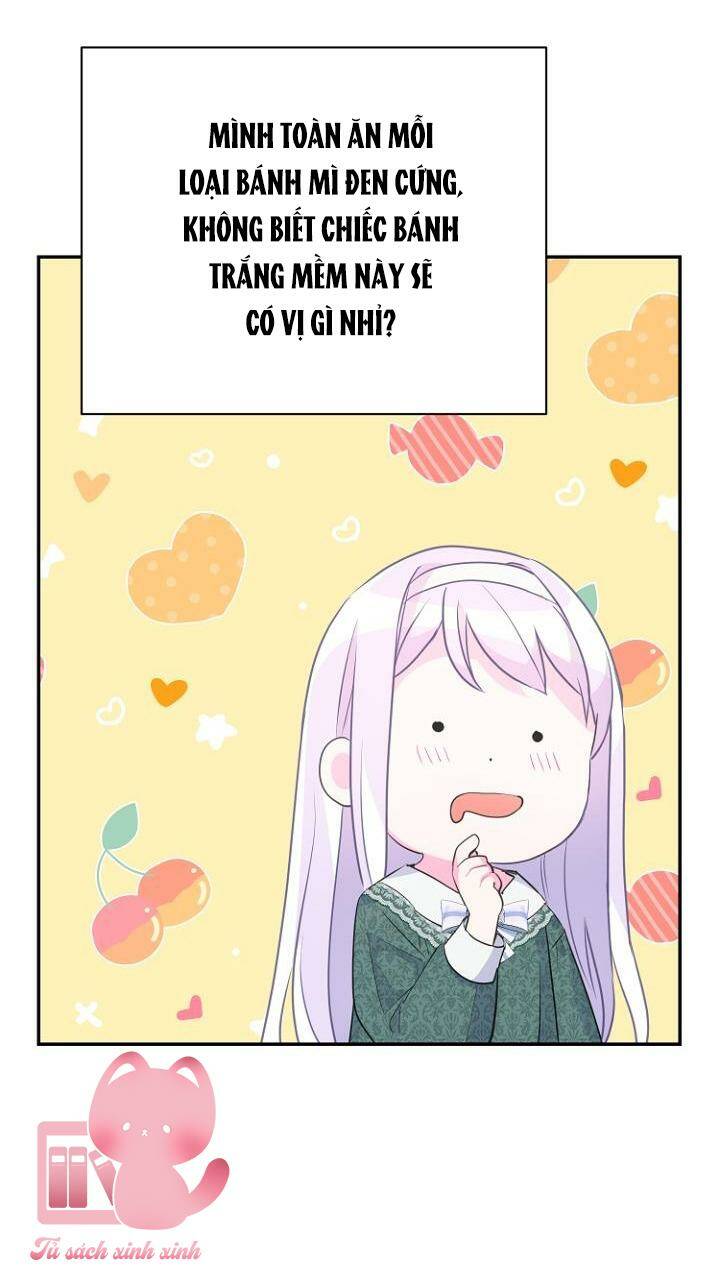 MÌNH TOÀN ĂN MỖI
LOẠI BÁNH MÌ ĐEN CỨNG,
KHÔNG BIẾT CHIẾC BÁNH
TRẮNG MỀM NÀY SẼ
CÓ VỊ GÌ NHỈ?
Tủ sách xinh xinh